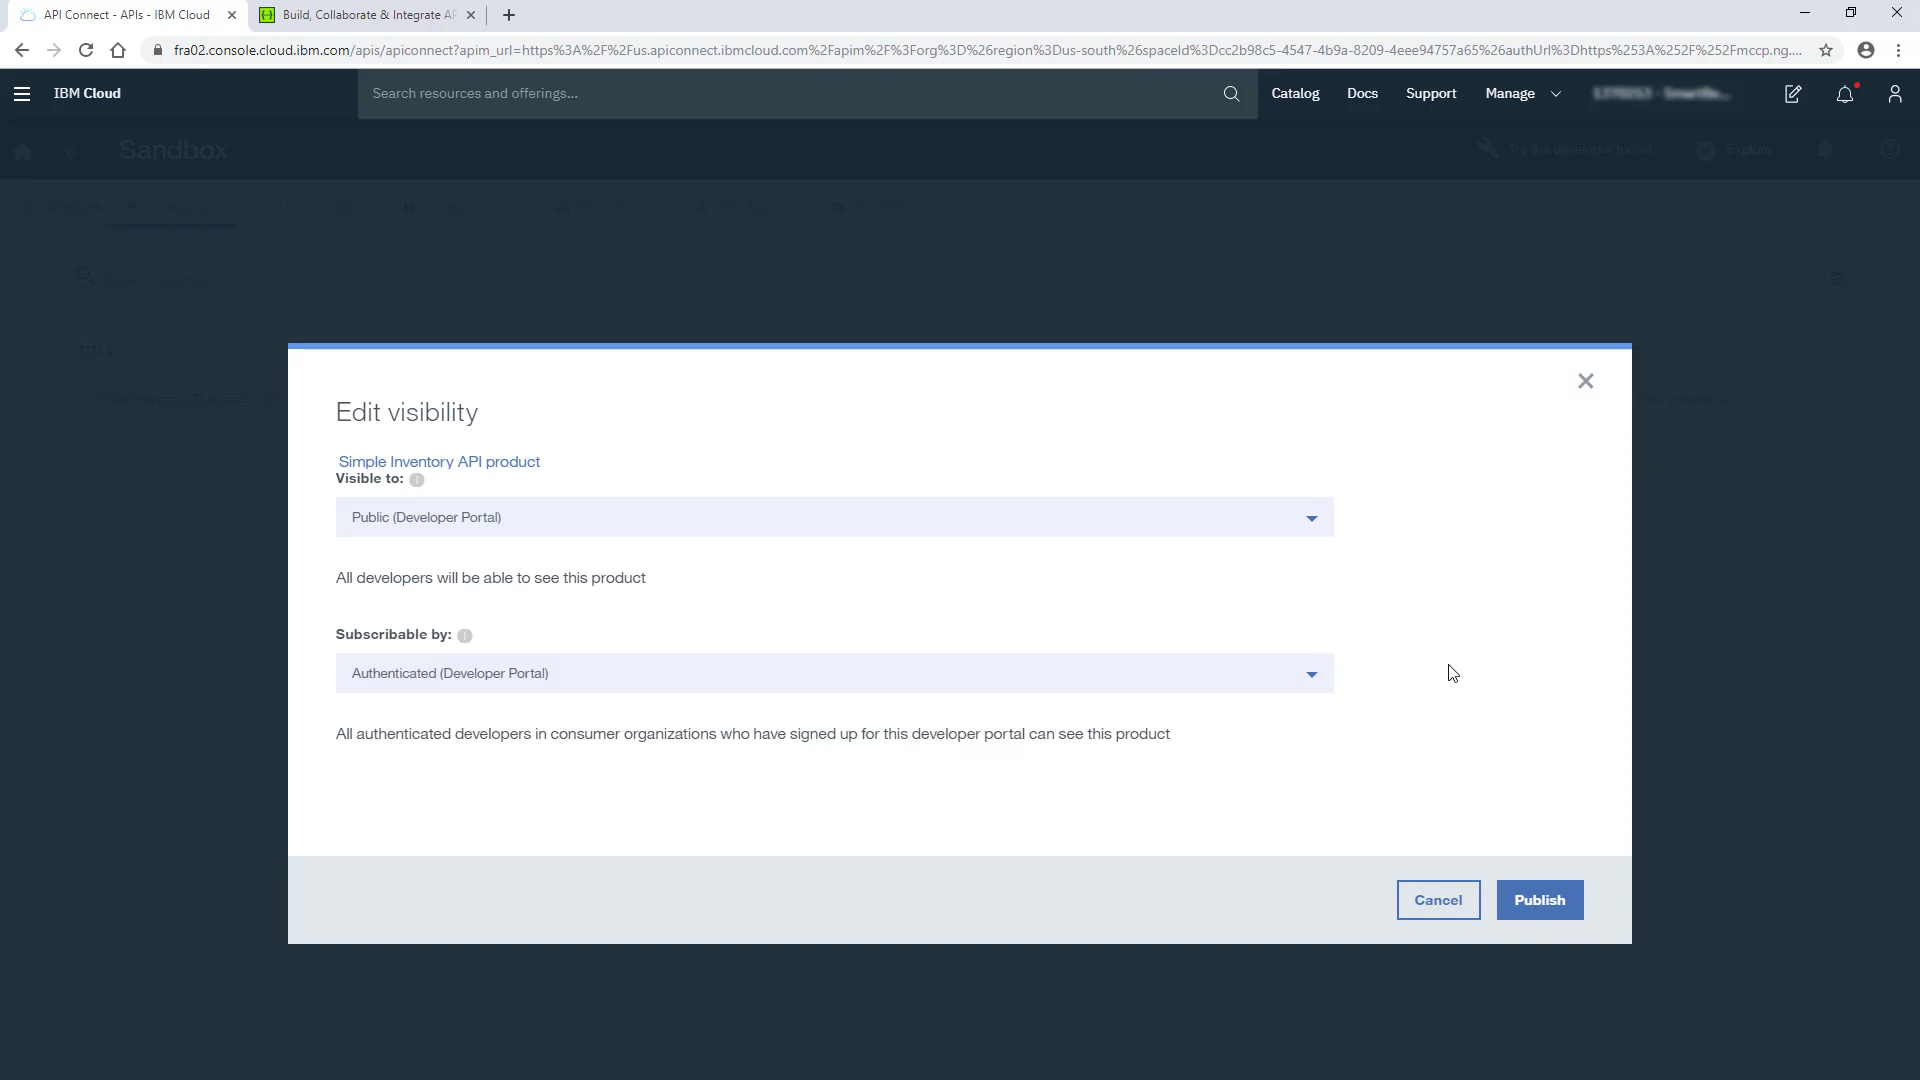 API Connect - APIs - IBM Cloud
Build, Collaborate & Integrate AP
fra02.console.cloud.ibm.com/apis/apiconnect?apim_url=https%3A%2F%2Fus.apiconnect.ibmcloud.com%2Fapim%2F%3Forg%3D%26region%3Dus-south%26spaceId%3Dcc2b98c5-4547-4b9a-8209-4eee94757a65%26authUrl%3Dhttps%253A%252F%252Fmccp.ng....
IBM Cloud
Search resources and offerings...
Catalog
Docs
Support
Manage
Sandbox
Explore
TITLE
Edit visibility
Simple Inventory API product
Visible to:
Public (Developer Portal)
All developers will be able to see this product
Subscribable by:
Authenticated (Developer Portal)
All authenticated developers in consumer organizations who have signed up for this developer portal can see this product
Cancel
Publish